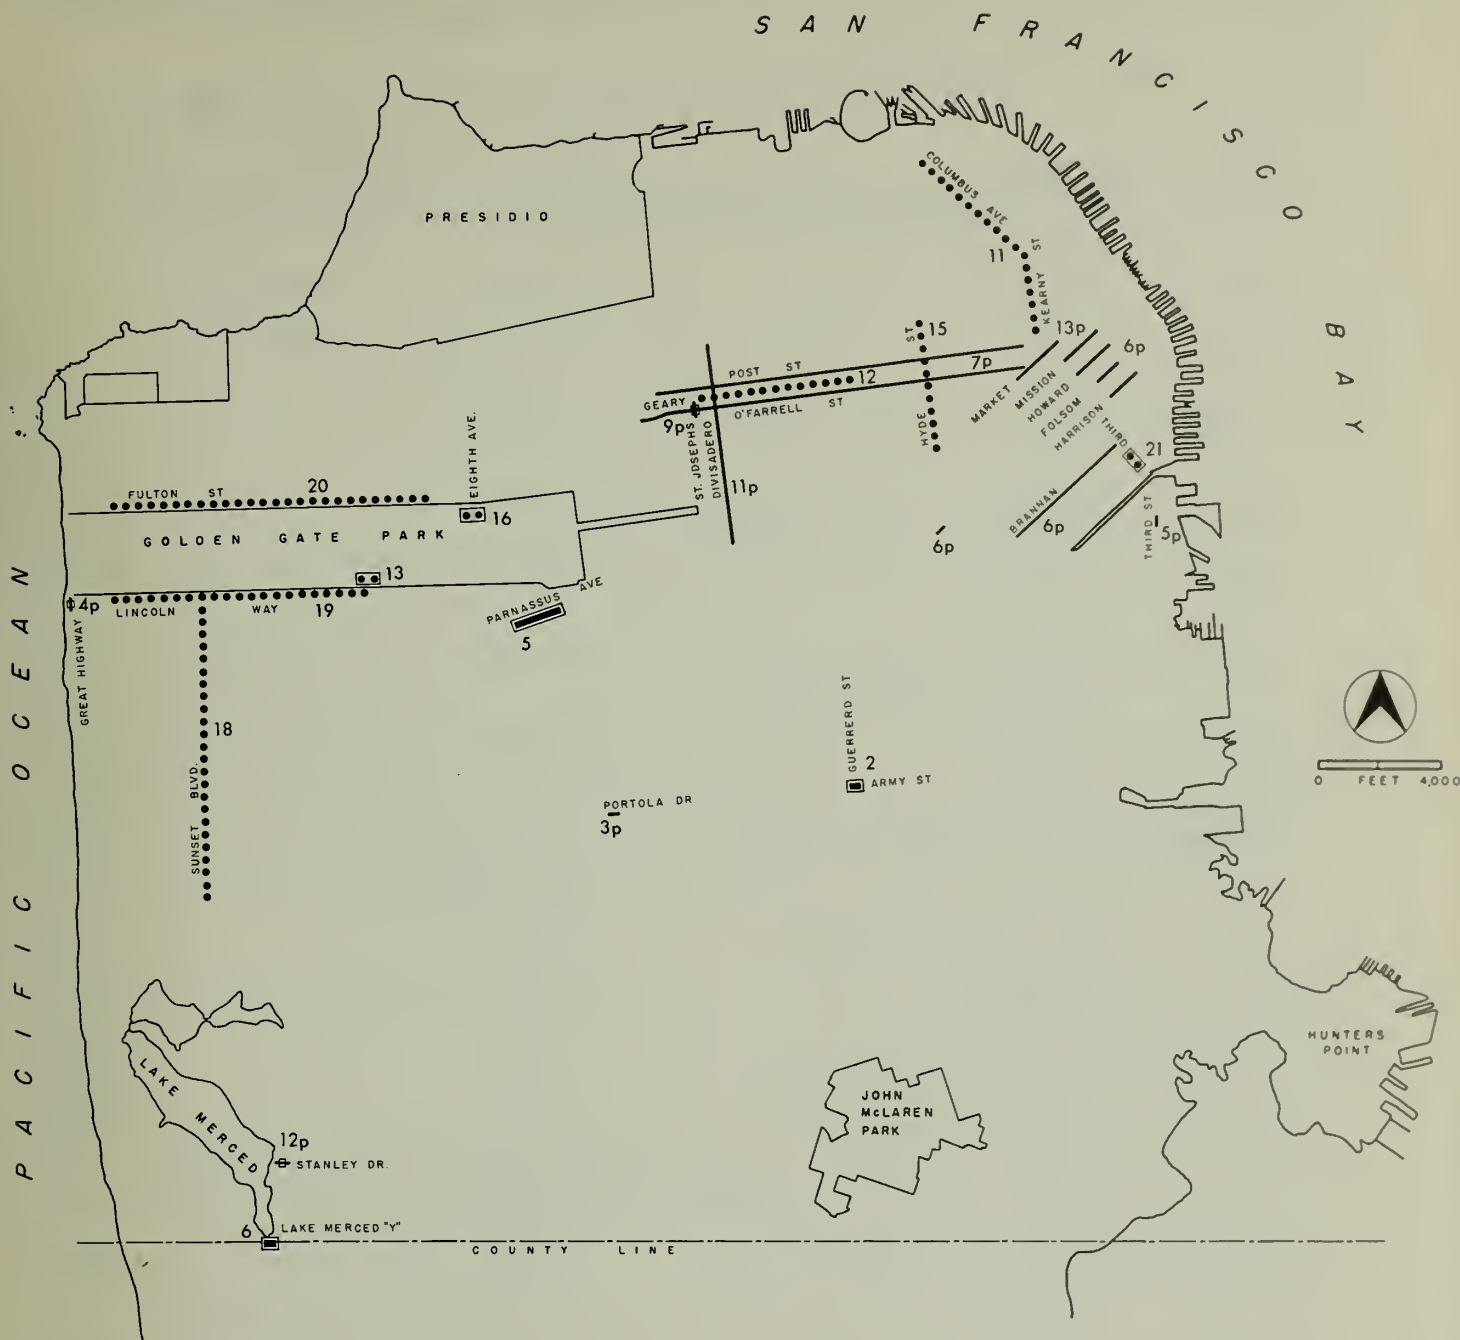 SAN FRANCISCO BAY
PRESIDIO
COLUMBUS AVE
11
KEARNY ST
15
13p
6p
POST ST
7p
12
GEARY
O'FARRELL ST
HYDE ST
MARKET
MISSION
HOWARD
FOLSOM
HARRISON
THIRD
21
9p
ST. JOSEPHS
DIVISADERO
11p
EIGHTH AVE.
16
FULTON ST
20
GOLDEN GATE PARK
BRANNAN
6p
6p
THIRD ST
5p
13
4p
LINCOLN WAY
19
PARNASSUS AVE
5
GREAT HIGHWAY
PACIFIC OCEAN
18
SUNSET BLVD.
GUERRERD ST
2
ARMY ST
PORTOLA DR
3p
0 FEET 4,000
HUNTERS
POINT
LAKE MERCED
JOHN
McLAREN
PARK
12p
STANLEY DR.
6
LAKE MERCED "Y"
COUNTY LINE